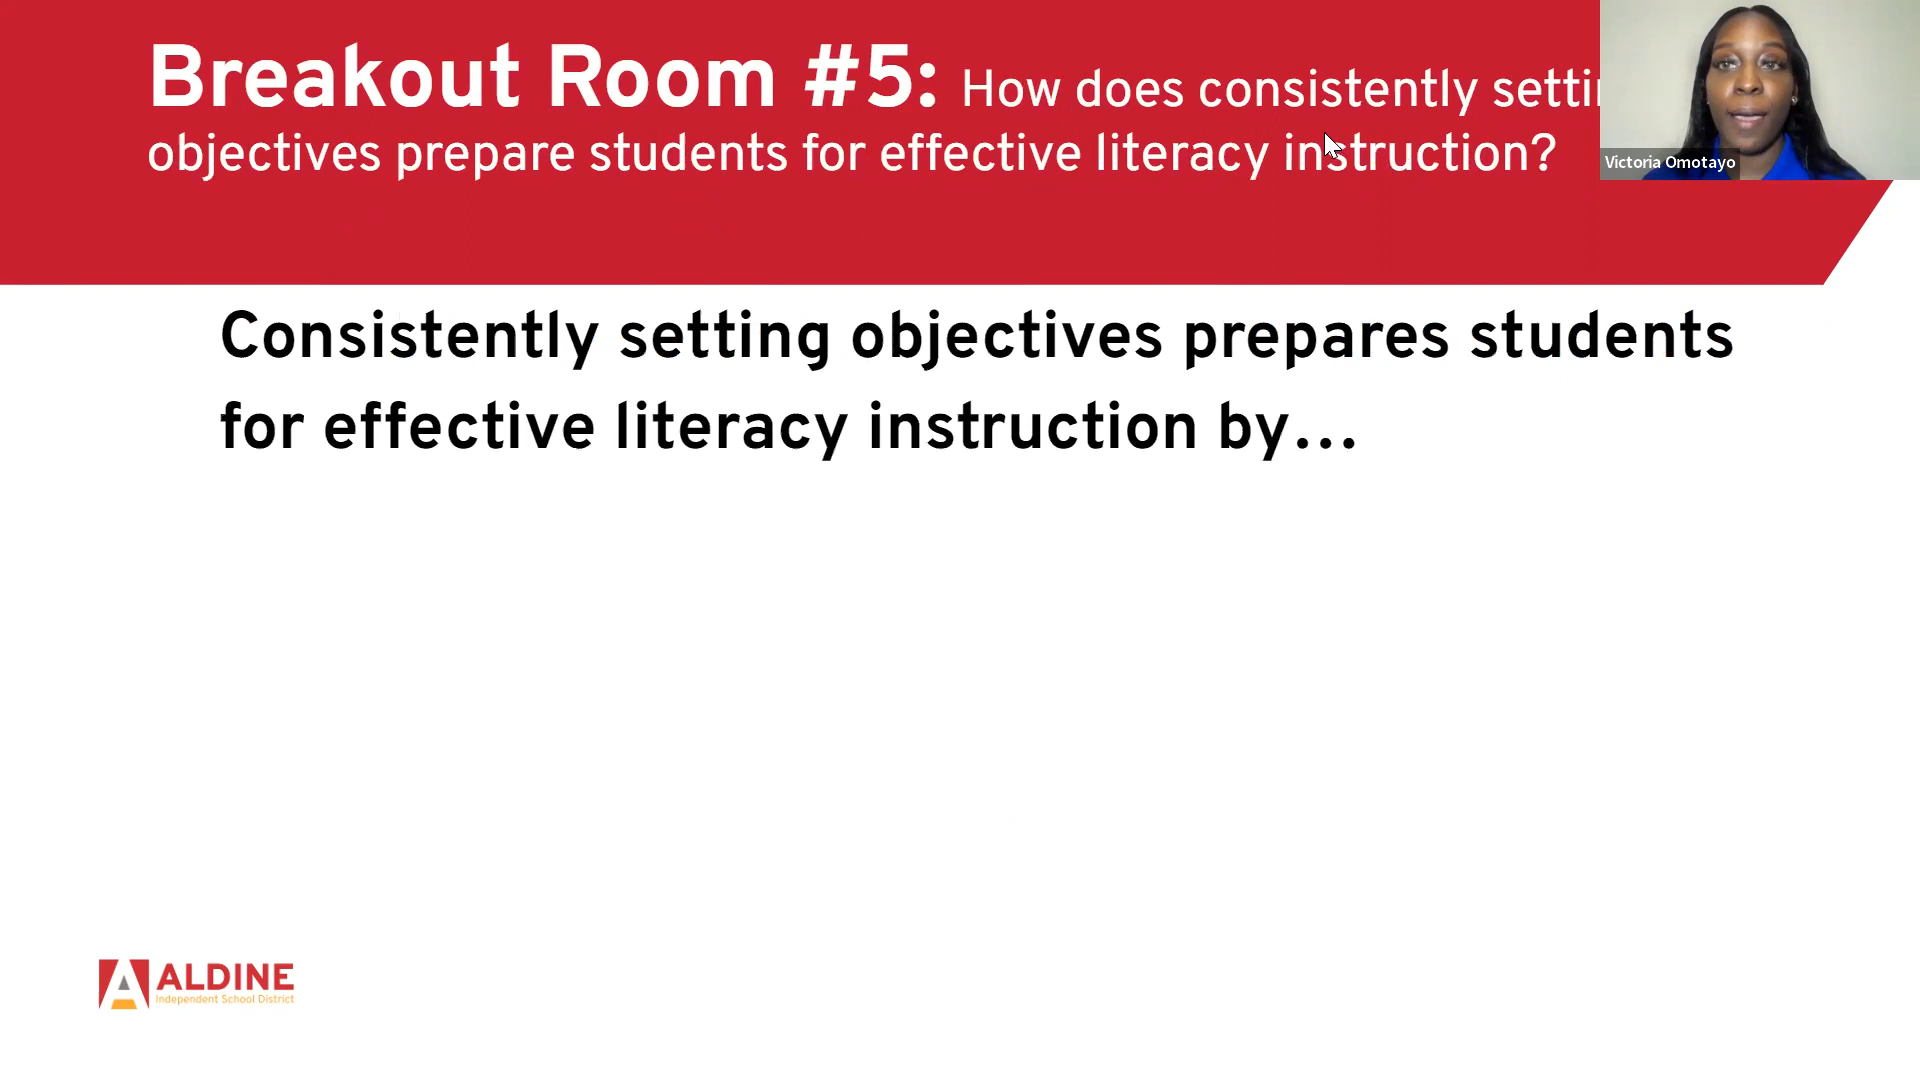 Breakout Room #5: How does consistently
objectives prepare students for effective literacy instruction?
Victoria Omotayo
Consistently setting objectives prepares students
for effective literacy instruction by...
ALDINE
Independent School District